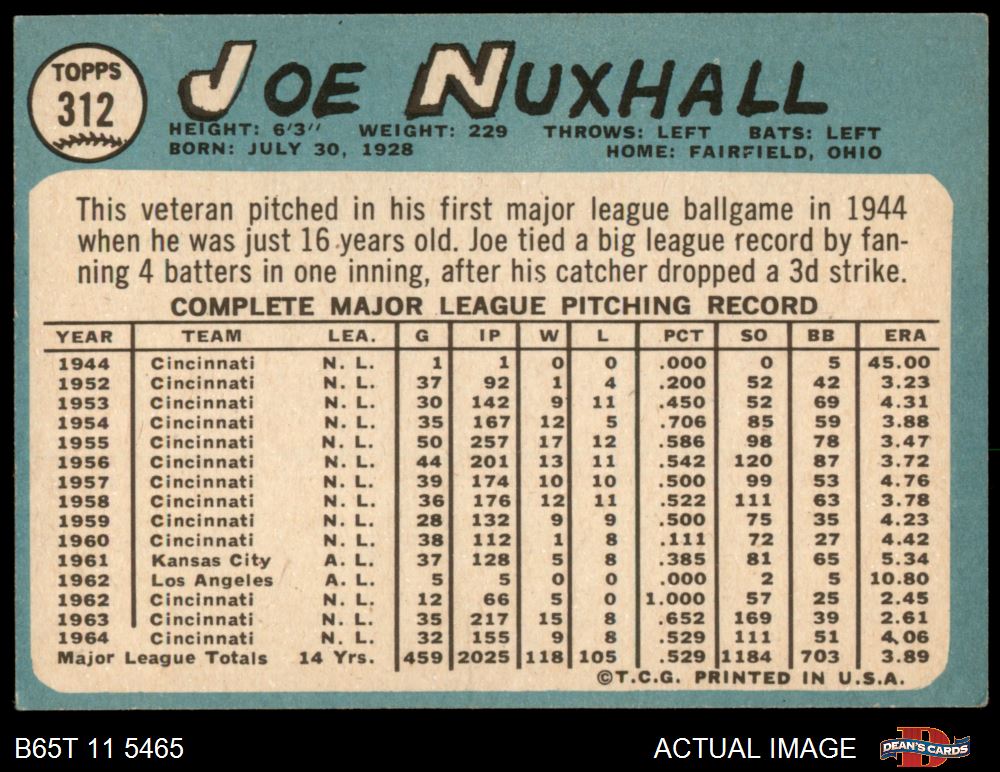 TOPPS
312
JOE NUXHALL
HEIGHT: 6'3" WEIGHT: 229 THROWS: LEFT BATS: LEFT
BORN: JULY 30, 1928 HOME: FAIRFIELD, OHIO
This veteran pitched in his first major league ballgame in 1944
when he was just 16 years old. Joe tied a big league record by fan-
ning 4 batters in one inning, after his catcher dropped a 3d strike.
COMPLETE MAJOR LEAGUE PITCHING RECORD
YEAR TEAM LEA. G IP W L PCT SO BB ERA
1944 Cincinnati N. L. 1 1 0 0 .000 0 5 45.00
1952 Cincinnati N. L. 37 92 1 4 .200 52 42 3.23
1953 Cincinnati N. L. 30 142 9 11 .450 52 69 4.31
1954 Cincinnati N. L. 35 167 12 5 .706 85 59 3.88
1955 Cincinnati N. L. 50 257 17 12 .586 98 78 3.47
1956 Cincinnati N. L. 44 201 13 11 .542 120 87 3.72
1957 Cincinnati N. L. 39 174 10 10 .500 99 53 4.76
1958 Cincinnati N. L. 36 176 12 11 .522 111 63 3.78
1959 Cincinnati N. L. 28 132 9 9 .500 75 35 4.23
1960 Cincinnati N. L. 38 112 1 8 .111 72 27 4.42
1961 Kansas City A. L. 37 128 5 8 .385 81 65 5.34
1962 Los Angeles A. L. 5 5 0 0 .000 2 5 10.80
1962 Cincinnati N. L. 12 66 5 0 1.000 57 25 2.45
1963 Cincinnati N. L. 35 217 15 8 .652 169 39 2.61
1964 Cincinnati N. L. 32 155 9 8 .529 111 51 4.06
Major League Totals 14 Yrs. 459 2025 118 105 .529 1184 703 3.89
©T.C.G. PRINTED IN U.S.A.
B65T 11 5465 ACTUAL IMAGE DEAN'S CARDS